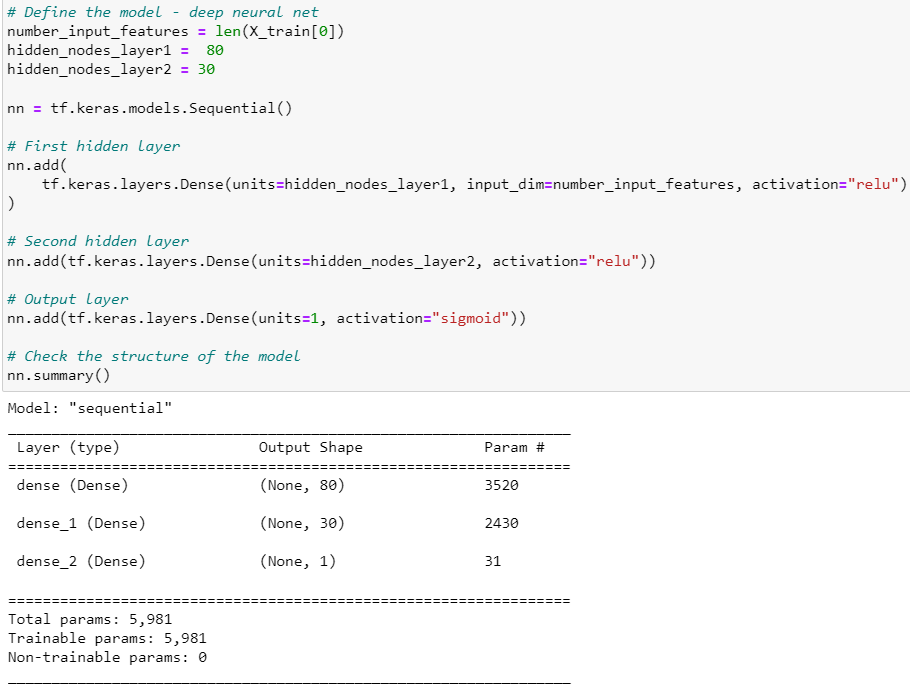 # Define the model - deep neural net
number_input_features = len(X_train[0])
hidden_nodes_layer1 =  80
hidden_nodes_layer2 = 30
nn = tf.keras.models.Sequential()
# First hidden layer
nn.add(
    tf.keras.layers.Dense(units=hidden_nodes_layer1, input_dim=number_input_features, activation="relu")
)
# Second hidden layer
nn.add(tf.keras.layers.Dense(units=hidden_nodes_layer2, activation="relu"))
# Output layer
nn.add(tf.keras.layers.Dense(units=1, activation="sigmoid"))
# Check the structure of the model
nn.summary()
Model: "sequential"
_________________________________________________________________
Layer (type)                Output Shape              Param #
=================================================================
dense (Dense)               (None, 80)                3520
dense_1 (Dense)             (None, 30)                2430
dense_2 (Dense)             (None, 1)                 31
=================================================================
Total params: 5,981
Trainable params: 5,981
Non-trainable params: 0
_________________________________________________________________